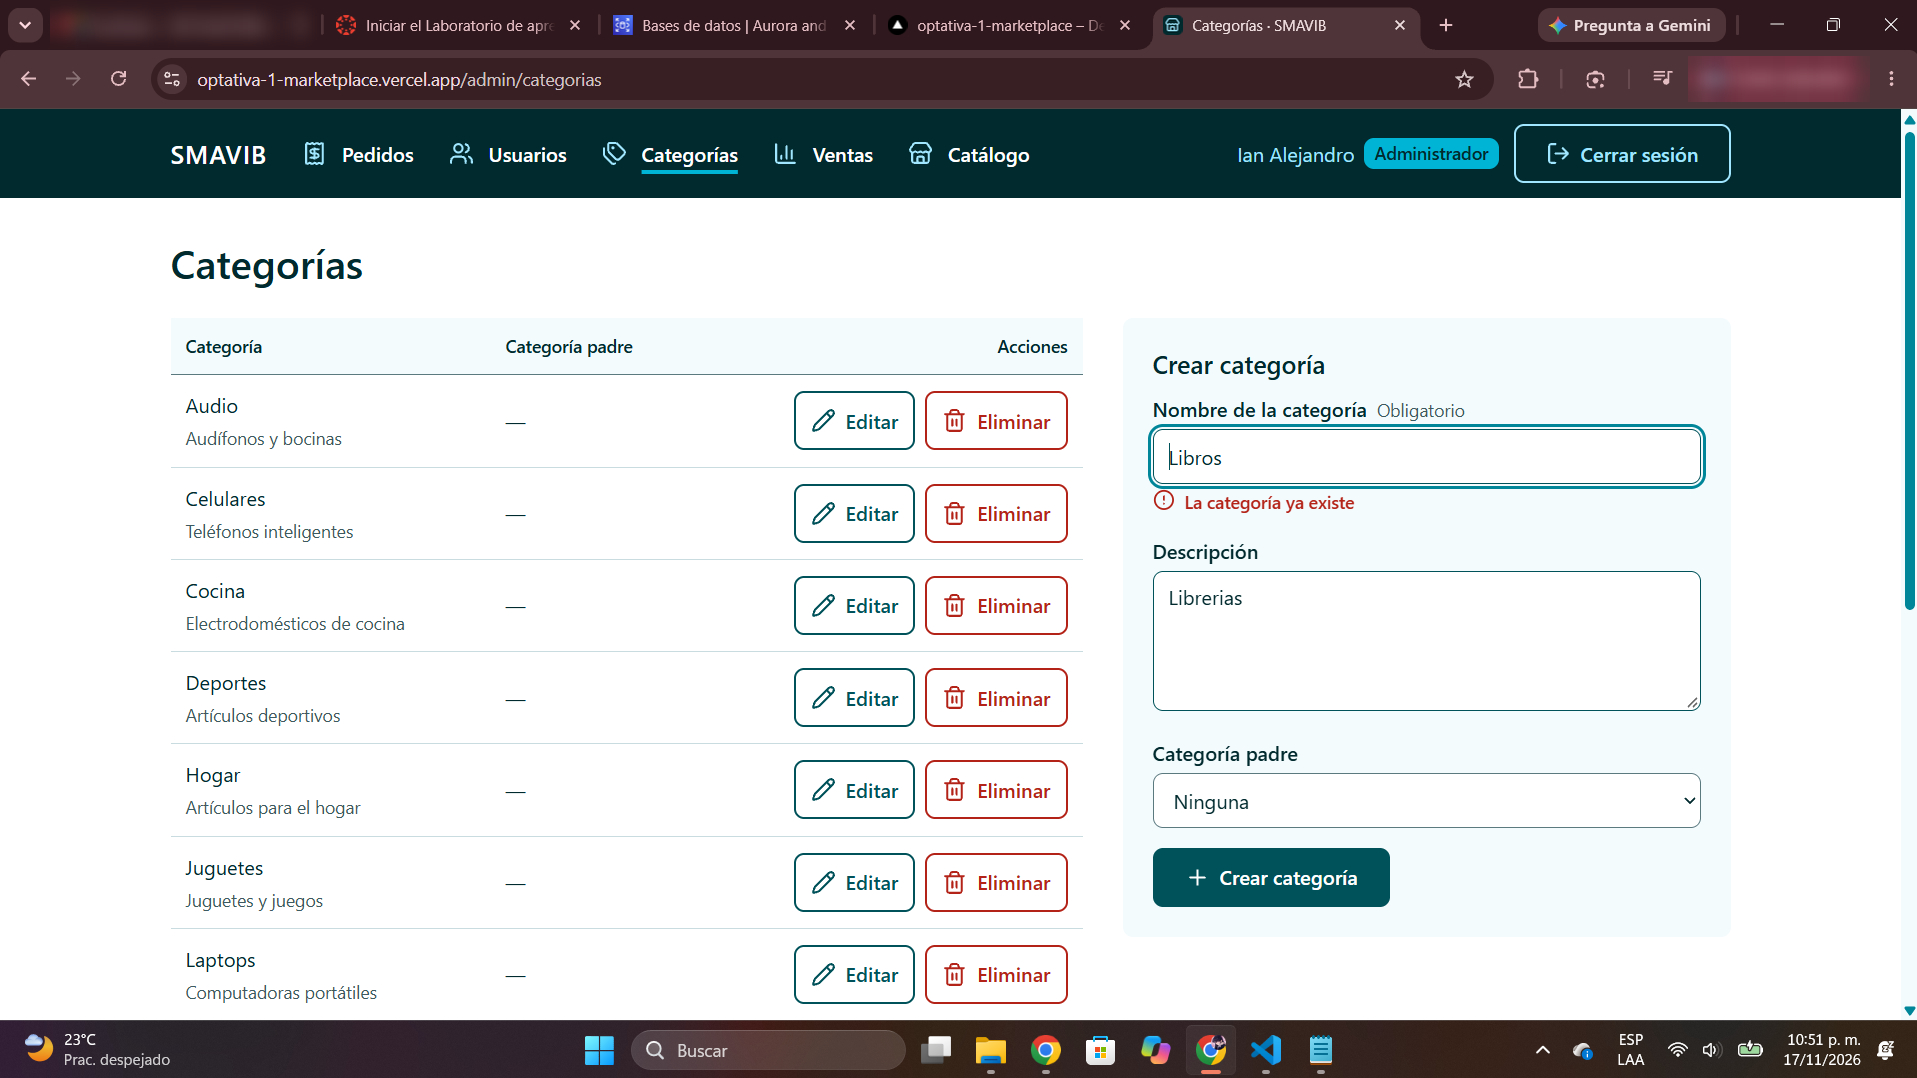 Iniciar el Laboratorio de apre
Bases de datos | Aurora and
optativa-1-marketplace – De
Categorías · SMAVIB
Pregunta a Gemini
optativa-1-marketplace.vercel.app/admin/categorias
SMAVIB
Pedidos
Usuarios
Categorías
Ventas
Catálogo
Ian Alejandro
Administrador
Cerrar sesión
Categorías
Categoría
Categoría padre
Acciones
Audio
Audífonos y bocinas
—
Editar
Eliminar
Celulares
Teléfonos inteligentes
—
Editar
Eliminar
Cocina
Electrodomésticos de cocina
—
Editar
Eliminar
Deportes
Artículos deportivos
—
Editar
Eliminar
Hogar
Artículos para el hogar
—
Editar
Eliminar
Juguetes
Juguetes y juegos
—
Editar
Eliminar
Laptops
Computadoras portátiles
—
Editar
Eliminar
Crear categoría
Nombre de la categoría Obligatorio
Libros
La categoría ya existe
Descripción
Librerias
Categoría padre
Ninguna
Crear categoría
23°C
Prac. despejado
Buscar
ESP
LAA
10:51 p. m.
17/11/2026